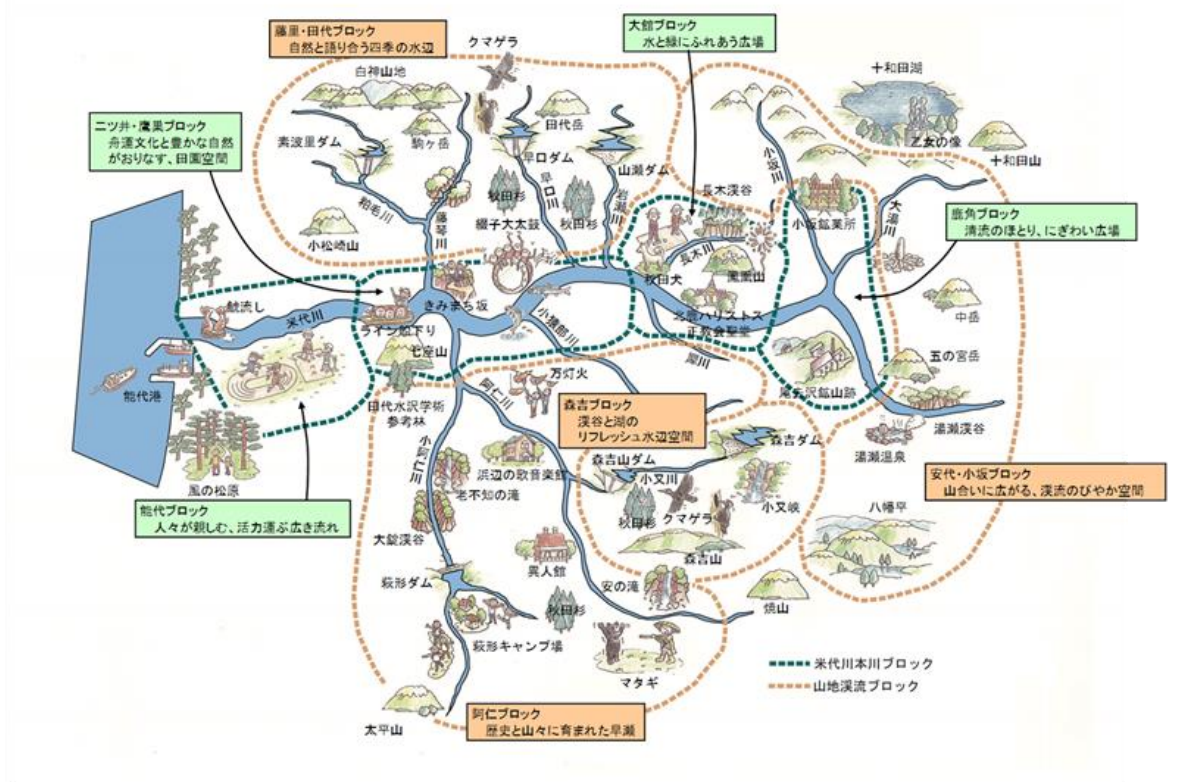 藤里・田代ブロック
自然と語り合う四季の水辺
クマゲラ
大館ブロック
水と緑にふれあう広場
白神山地
十和田湖
二ツ井・鷹巣ブロック
舟運文化と豊かな自然
がおりなす、田園空間
素波里ダム
駒ヶ岳
田代岳
早口ダム
山瀬ダム
小坂川
乙女の像
十和田山
秋田杉
早口川
秋田杉
岩瀬川
長木渓谷
小坂鉱業所
大湯川
鹿角ブロック
清流のほとり、にぎわい広場
粕毛川
藤琴川
綴子大太鼓
小松崎山
長木川
秋田犬
鳳凰山
きみまち坂
中岳
米代川
ライン船下り
小猿部川
北鹿ハリストス
正教会聖堂
七座山
犀川
五の宮岳
能代港
万灯火
尾去沢鉱山跡
田代水沢学術
参考林
阿仁川
森吉ブロック
渓谷と湖の
リフレッシュ水辺空間
湯瀬渓谷
湯瀬温泉
小阿仁川
浜辺の歌音楽館
森吉山ダム
森吉ダム
小又川
風の松原
老不知の滝
安代・小坂ブロック
山合いに広がる、渓流のびやか空間
能代ブロック
人々が親しむ、活力運ぶ広き流れ
秋田杉
クマゲラ
小又峡
八幡平
大錠渓谷
異人館
森吉山
萩形ダム
安の滝
秋田杉
焼山
萩形キャンプ場
マタギ
米代川本川ブロック
山地渓流ブロック
太平山
阿仁ブロック
歴史と山々に育まれた早瀬